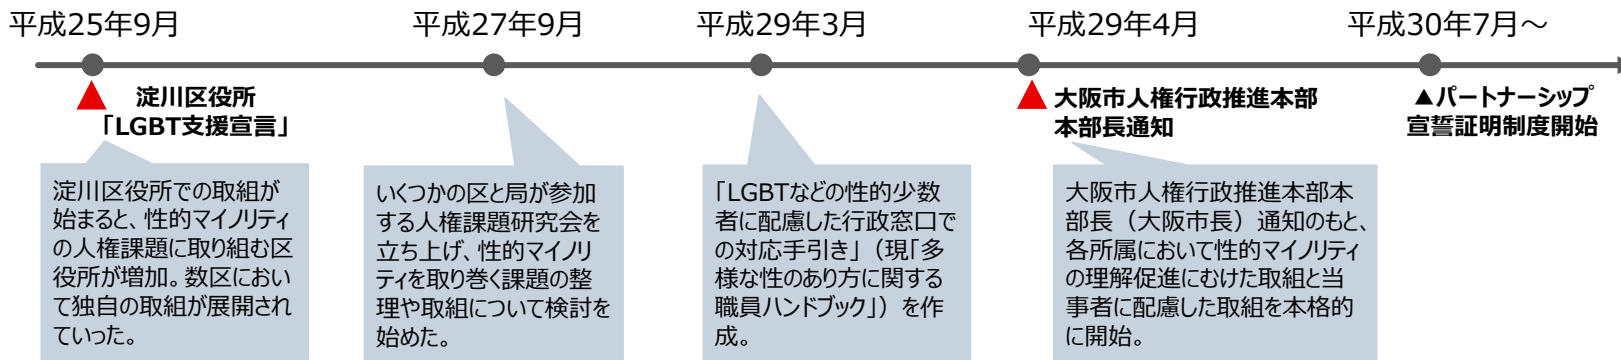 平成25年9月
平成27年9月
平成29年3月
平成29年4月
平成30年7月～
淀川区役所
「LGBT支援宣言」
大阪市人権行政推進本部
本部長通知
▲パートナーシップ
宣誓証明制度開始
淀川区役所での取組が
始まると、性的マイノリティ
の人権課題に取り組む区
役所が増加。数区におい
て独自の取組が展開され
ていった。
いくつかの区と局が参加
する人権課題研究会を
立ち上げ、性的マイノリ
ティを取り巻く課題の整
理や取組について検討を
始めた。
「LGBTなどの性的少数
者に配慮した行政窓口で
の対応手引き」（現「多
様な性のあり方に関する
職員ハンドブック」）を作
成。
大阪市人権行政推進本部本
部長（大阪市長）通知のもと、
各所属において性的マイノリティ
の理解促進にむけた取組と当
事者に配慮した取組を本格的
に開始。